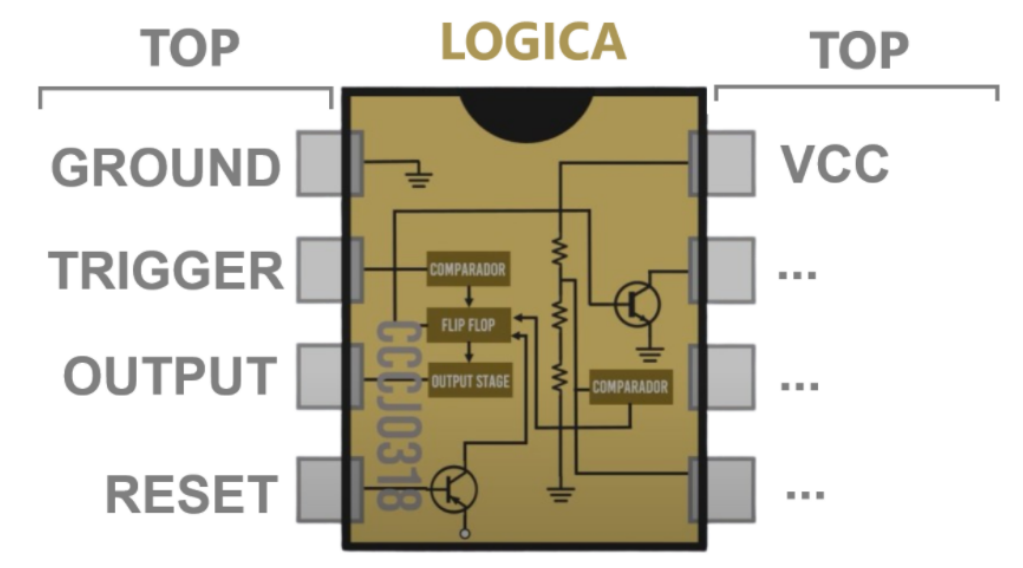 TOP
LOGICA
TOP
GROUND
VCC
TRIGGER
...
OUTPUT
...
RESET
...
COMPARADOR
FLIP FLOP
OUTPUT STAGE
COMPARADOR
CCCJ0318